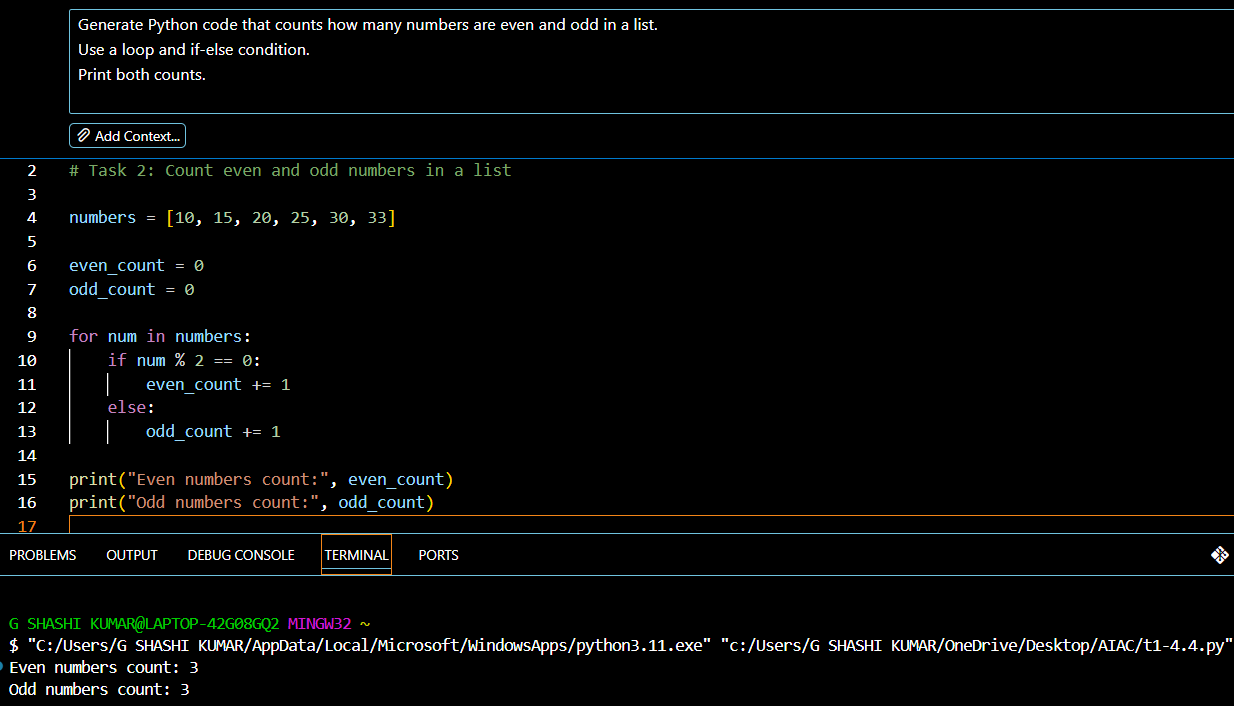 Generate Python code that counts how many numbers are even and odd in a list.
Use a loop and if-else condition.
Print both counts.
Add Context...
2 # Task 2: Count even and odd numbers in a list
3
4 numbers = [10, 15, 20, 25, 30, 33]
5
6 even_count = 0
7 odd_count = 0
8
9 for num in numbers:
10     if num % 2 == 0:
11         even_count += 1
12     else:
13         odd_count += 1
14
15 print("Even numbers count:", even_count)
16 print("Odd numbers count:", odd_count)
17
PROBLEMS OUTPUT DEBUG CONSOLE TERMINAL PORTS
G SHASHI KUMAR@LAPTOP-42G08GQ2 MINGW32 ~
$ "C:/Users/G SHASHI KUMAR/AppData/Local/Microsoft/WindowsApps/python3.11.exe" "c:/Users/G SHASHI KUMAR/OneDrive/Desktop/AIAC/t1-4.4.py"
Even numbers count: 3
Odd numbers count: 3